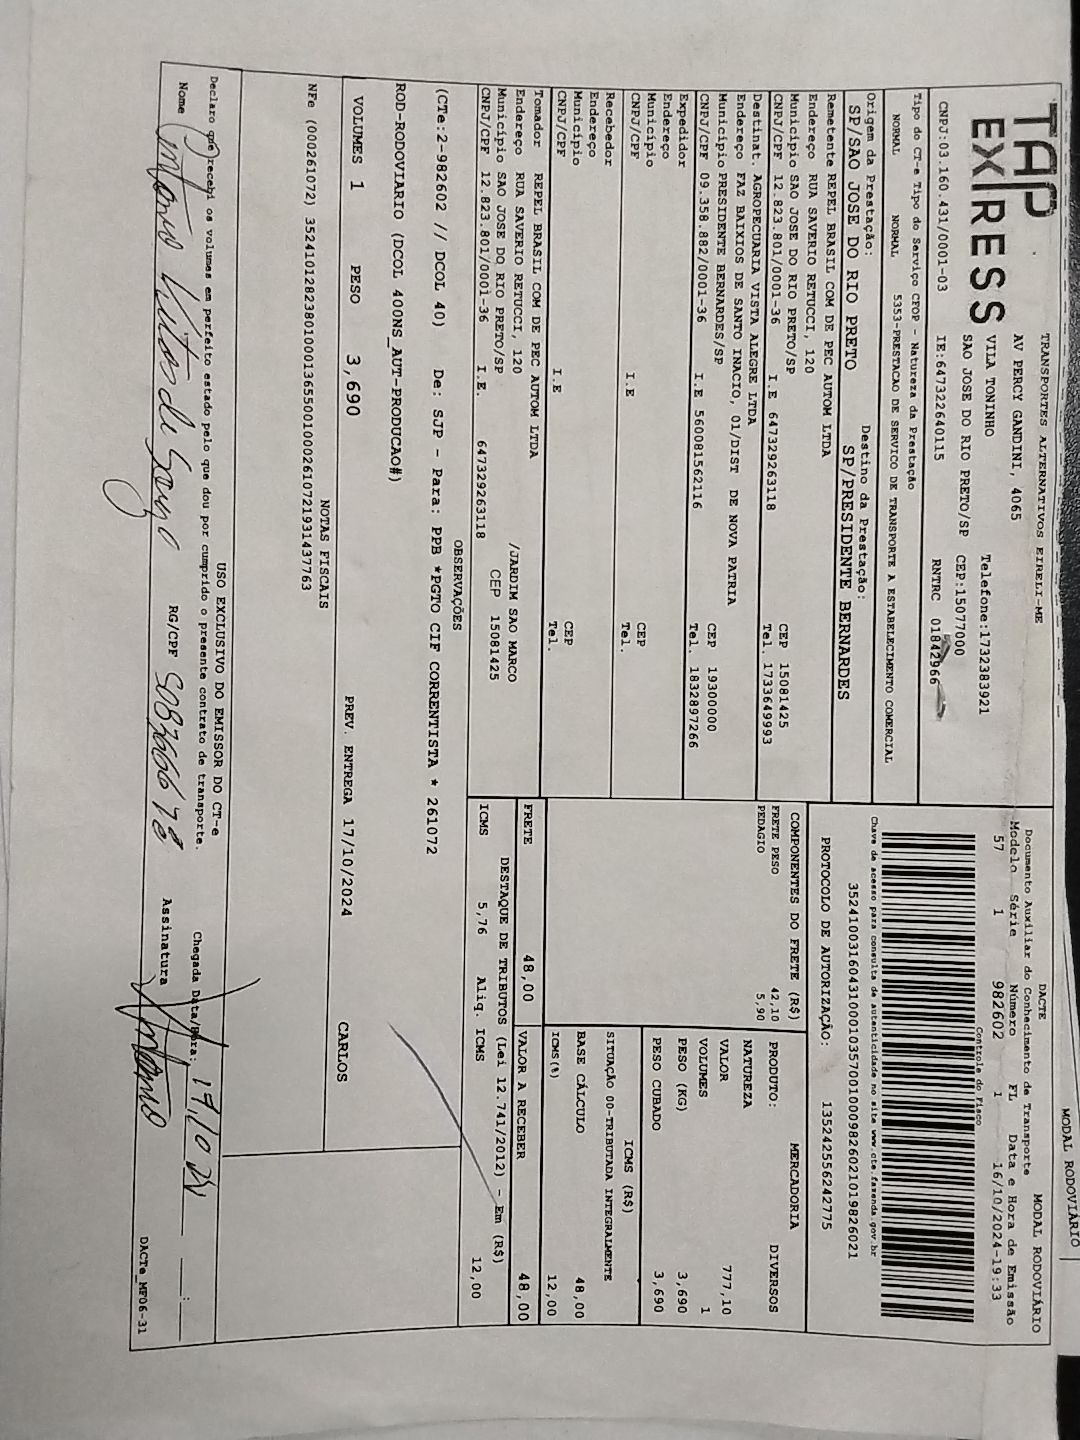 MODAL RODOVIÁRIO
TAP
EXPRESS
TRANSPORTES ALTERNATIVOS EIRELI-ME
AV PERCY GANDINI, 4065
VILA TONINHO
SAO JOSE DO RIO PRETO/SP
Telefone:1732383921
CEP:15077000
CNPJ:03.160.431/0001-03 IE:647322640115 RNTRC 01842966
DACTE MODAL RODOVIÁRIO
Documento Auxiliar do Conhecimento de Transporte
Modelo Série Número FL Data e Hora de Emissão
57 1 982602 1 16/10/2024-19:33
Controle do Fisco
Chave de acesso para consulta de autenticidade no site www.cte.fazenda.gov.br
35241003160431000103570010009826021019826021
PROTOCOLO DE AUTORIZAÇÃO: 135242556242775
Tipo do CT-e Tipo do Serviço CFOP - Natureza da Prestação
NORMAL NORMAL 5353-PRESTACAO DE SERVICO DE TRANSPORTE A ESTABELECIMENTO COMERCIAL
Origem da Prestação: Destino da Prestação:
SP/SAO JOSE DO RIO PRETO SP/PRESIDENTE BERNARDES
Remetente REPEL BRASIL COM DE PEC AUTOM LTDA
Endereço RUA SAVERIO RETUCCI, 120
Município SAO JOSE DO RIO PRETO/SP CEP 15081425
CNPJ/CPF 12.823.801/0001-36 I.E 647329263118 Tel. 1733649993
Destinat. AGROPECUARIA VISTA ALEGRE LTDA
Endereço FAZ BAIXIOS DE SANTO INACIO, 01/DIST DE NOVA PATRIA
Município PRESIDENTE BERNARDES/SP CEP 19300000
CNPJ/CPF 09.358.882/0001-36 I.E 560081562116 Tel. 1832897266
Expedidor
Endereço
Município CEP
CNPJ/CPF I.E Tel.
Recebedor
Endereço
Município CEP
CNPJ/CPF I.E Tel.
Tomador REPEL BRASIL COM DE PEC AUTOM LTDA
Endereço RUA SAVERIO RETUCCI, 120 /JARDIM SAO MARCO
Município SAO JOSE DO RIO PRETO/SP CEP 15081425
CNPJ/CPF 12.823.801/0001-36 I.E. 647329263118
COMPONENTES DO FRETE (R$)
FRETE PESO 42,10
PEDAGIO 5,90
FRETE 48,00
PRODUTO: MERCADORIA
NATUREZA DIVERSOS
VALOR 777,10
VOLUMES 1
PESO (KG) 3,690
PESO CUBADO 3,690
ICMS (R$)
SITUAÇÃO 00-TRIBUTADA INTEGRALMENTE
BASE CÁLCULO 48,00
ICMS(%) 12,00
VALOR A RECEBER 48,00
DESTAQUE DE TRIBUTOS (Lei 12.741/2012) - Em (R$)
ICMS 5,76 Aliq. ICMS 12,00
OBSERVAÇÕES
(CTe:2-982602 // DCOL 40) De: SJP - Para: PPB *PGTO CIF CORRENTISTA * 261072
ROD-RODOVIARIO (DCOL 400NS_AUT-PRODUCAO#)
VOLUMES 1 PESO 3,690 PREV. ENTREGA 17/10/2024 CARLOS
NOTAS FISCAIS
NFe (000261072) 35241012823801000136550010002610721931437763
USO EXCLUSIVO DO EMISSOR DO CT-e
Declaro que recebi os volumes em perfeito estado pelo que dou por cumprido o presente contrato de transporte.
Chegada Data/Hora:
Nome Antonio RG/CPF Assinatura Antonio
DACTe_MF06-31